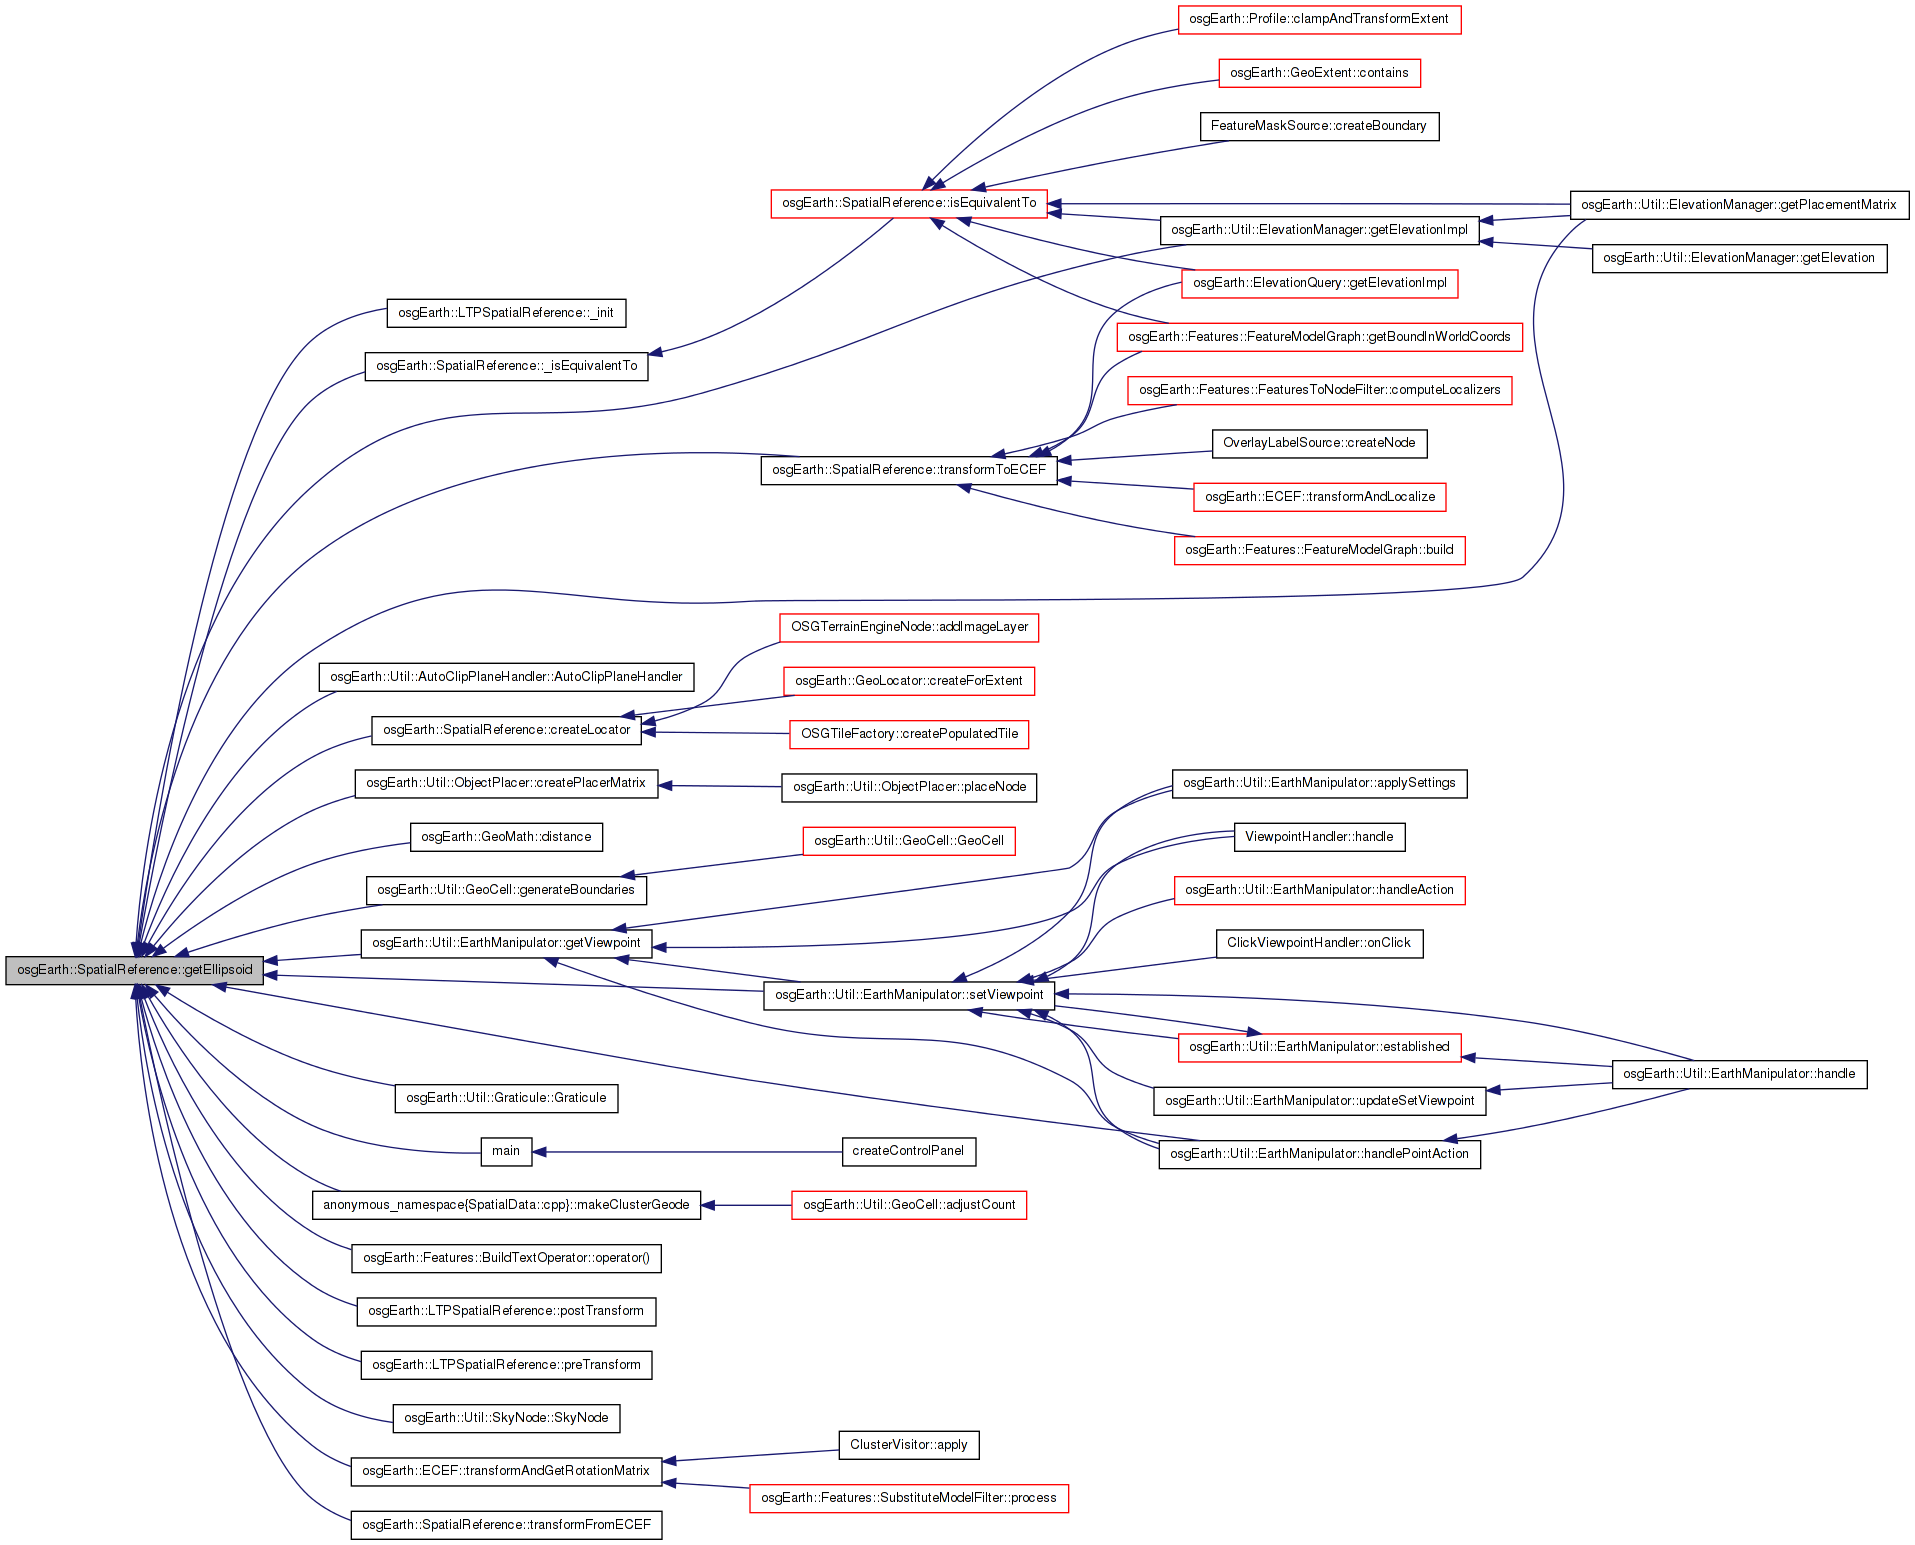 osgEarth::Profile::clampAndTransformExtent
osgEarth::GeoExtent::contains
FeatureMaskSource::createBoundary
osgEarth::SpatialReference::isEquivalentTo
osgEarth::Util::ElevationManager::getPlacementMatrix
osgEarth::Util::ElevationManager::getElevationImpl
osgEarth::Util::ElevationManager::getElevation
osgEarth::ElevationQuery::getElevationImpl
osgEarth::LTPSpatialReference::_init
osgEarth::Features::FeatureModelGraph::getBoundInWorldCoords
osgEarth::SpatialReference::_isEquivalentTo
osgEarth::Features::FeaturesToNodeFilter::computeLocalizers
OverlayLabelSource::createNode
osgEarth::SpatialReference::transformToECEF
osgEarth::ECEF::transformAndLocalize
osgEarth::Features::FeatureModelGraph::build
OSGTerrainEngineNode::addImageLayer
osgEarth::Util::AutoClipPlaneHandler::AutoClipPlaneHandler
osgEarth::GeoLocator::createForExtent
osgEarth::SpatialReference::createLocator
OSGTileFactory::createPopulatedTile
osgEarth::Util::ObjectPlacer::createPlacerMatrix
osgEarth::Util::ObjectPlacer::placeNode
osgEarth::Util::EarthManipulator::applySettings
osgEarth::GeoMath::distance
osgEarth::Util::GeoCell::GeoCell
ViewpointHandler::handle
osgEarth::Util::GeoCell::generateBoundaries
osgEarth::Util::EarthManipulator::handleAction
osgEarth::Util::EarthManipulator::getViewpoint
ClickViewpointHandler::onClick
osgEarth::SpatialReference::getEllipsoid
osgEarth::Util::EarthManipulator::setViewpoint
osgEarth::Util::EarthManipulator::established
osgEarth::Util::EarthManipulator::handle
osgEarth::Util::Graticule::Graticule
osgEarth::Util::EarthManipulator::updateSetViewpoint
main
createControlPanel
osgEarth::Util::EarthManipulator::handlePointAction
anonymous_namespace{SpatialData::cpp}::makeClusterGeode
osgEarth::Util::GeoCell::adjustCount
osgEarth::Features::BuildTextOperator::operator()
osgEarth::LTPSpatialReference::postTransform
osgEarth::LTPSpatialReference::preTransform
osgEarth::Util::SkyNode::SkyNode
ClusterVisitor::apply
osgEarth::ECEF::transformAndGetRotationMatrix
osgEarth::Features::SubstituteModelFilter::process
osgEarth::SpatialReference::transformFromECEF